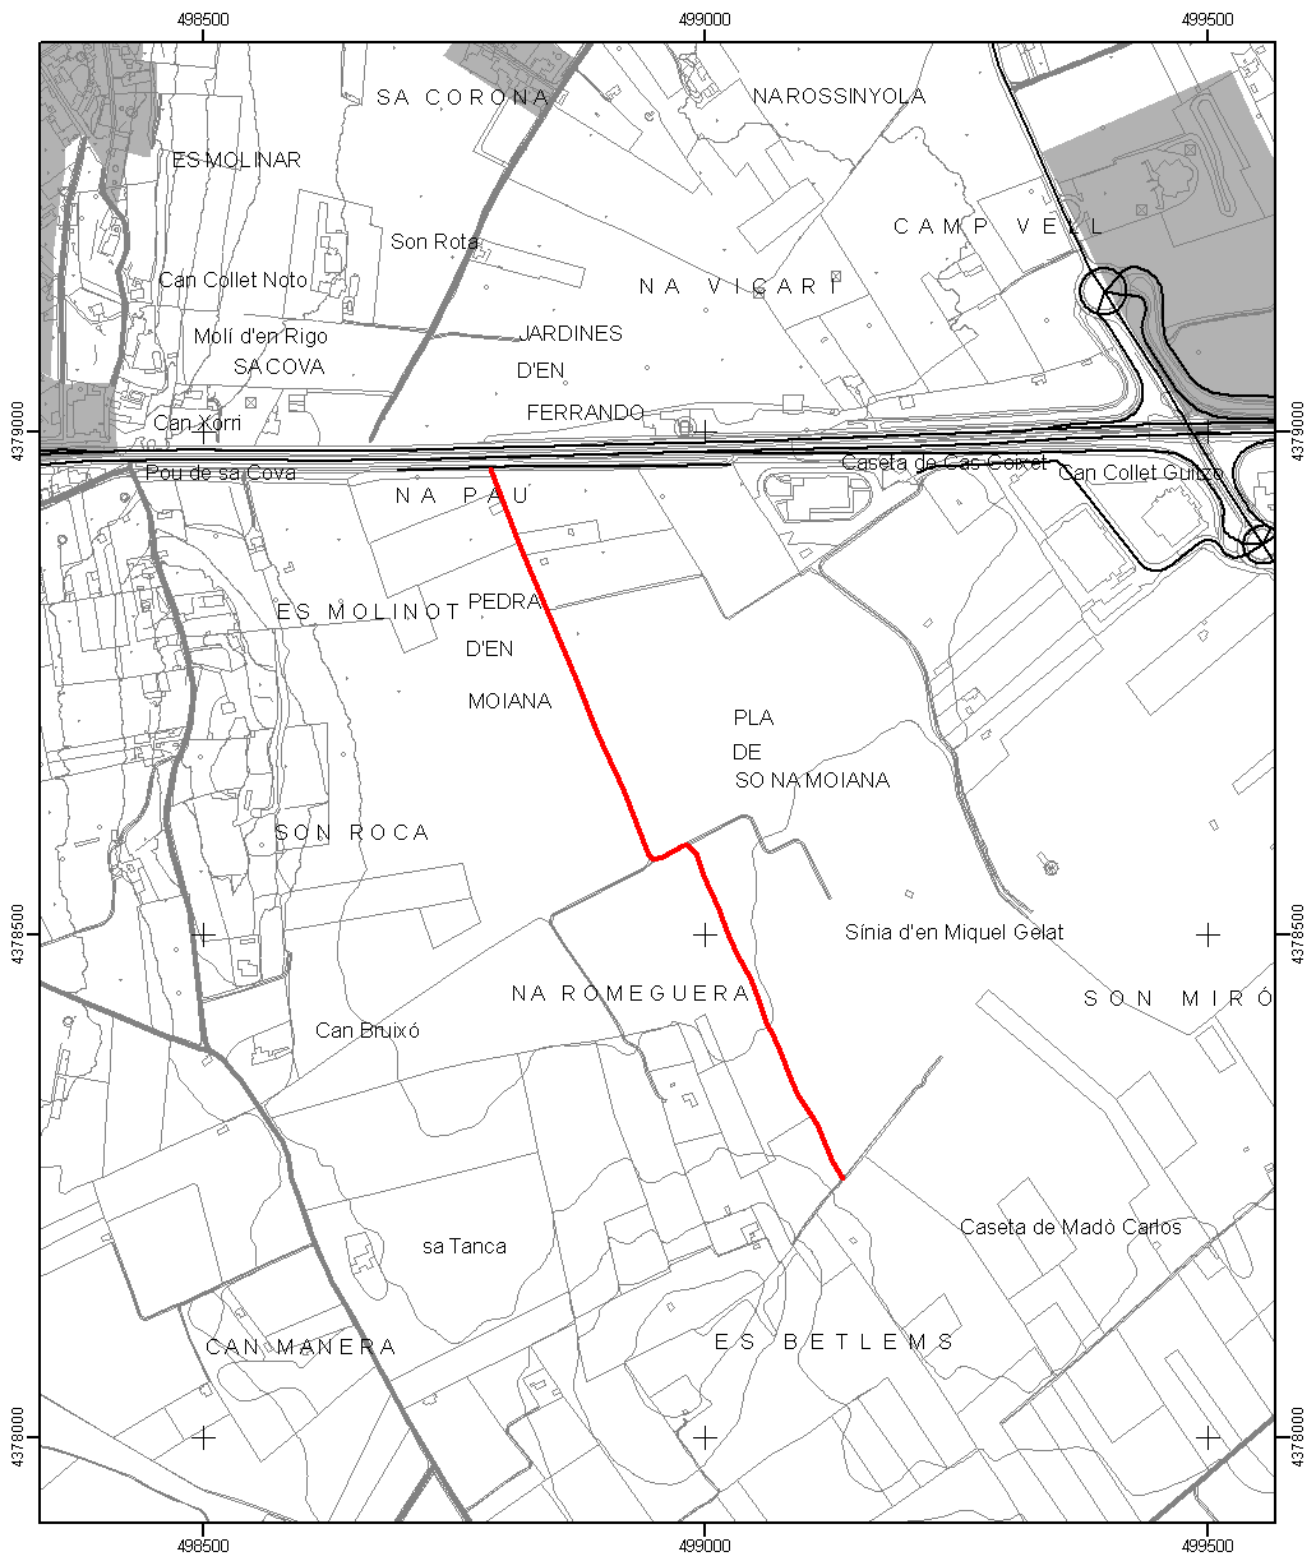 498500
499000
499500
SA CORONA
NAROSSINYOLA
ES MOLINAR
CAMP VELL
Son Rota
Can Collet Noto
NA VICARI
Molí d'en Rigo
JARDINES
SA COVA
D'EN
FERRANDO
Can Xorri
4379000
4379000
Pou de sa Cova
Caseta de Cas Coixet
Can Collet Guitzo
NA PAU
ES MOLINOT
PEDRA
D'EN
MOIANA
PLA
DE
SO NA MOIANA
SON ROCA
4378500
Sínia d'en Miquel Gelat
4378500
NA ROMEGUERA
SON MIRÓ
Can Bruixó
Caseta de Madò Carlos
sa Tanca
CAN MANERA
ES BETLEMS
4378000
4378000
498500
499000
499500